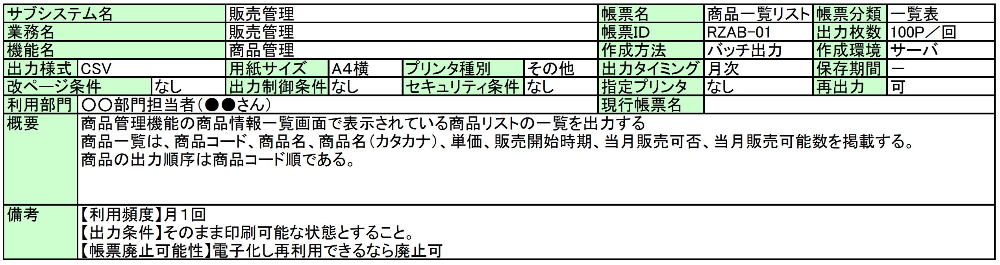 サブシステム名 販売管理 帳票名 商品一覧リスト 帳票分類 一覧表
業務名 販売管理 帳票ID RZAB-01 出力枚数 100P／回
機能名 商品管理 作成方法 バッチ出力 作成環境 サーバ
出力様式 CSV 用紙サイズ A4横 プリンタ種別 その他 出力タイミング 月次 保存期間 －
改ページ条件 なし 出力制御条件 なし セキュリティ条件 なし 指定プリンタ なし 再出力 可
利用部門 〇〇部門担当者（●●さん） 現行帳票名
概要 商品管理機能の商品情報一覧画面で表示されている商品リストの一覧を出力する
商品一覧は、商品コード、商品名、商品名（カタカナ）、単価、販売開始時期、当月販売可否、当月販売可能数を掲載する。
商品の出力順序は商品コード順である。
備考 【利用頻度】月１回
【出力条件】そのまま印刷可能な状態とすること。
【帳票廃止可能性】電子化し再利用できるなら廃止可